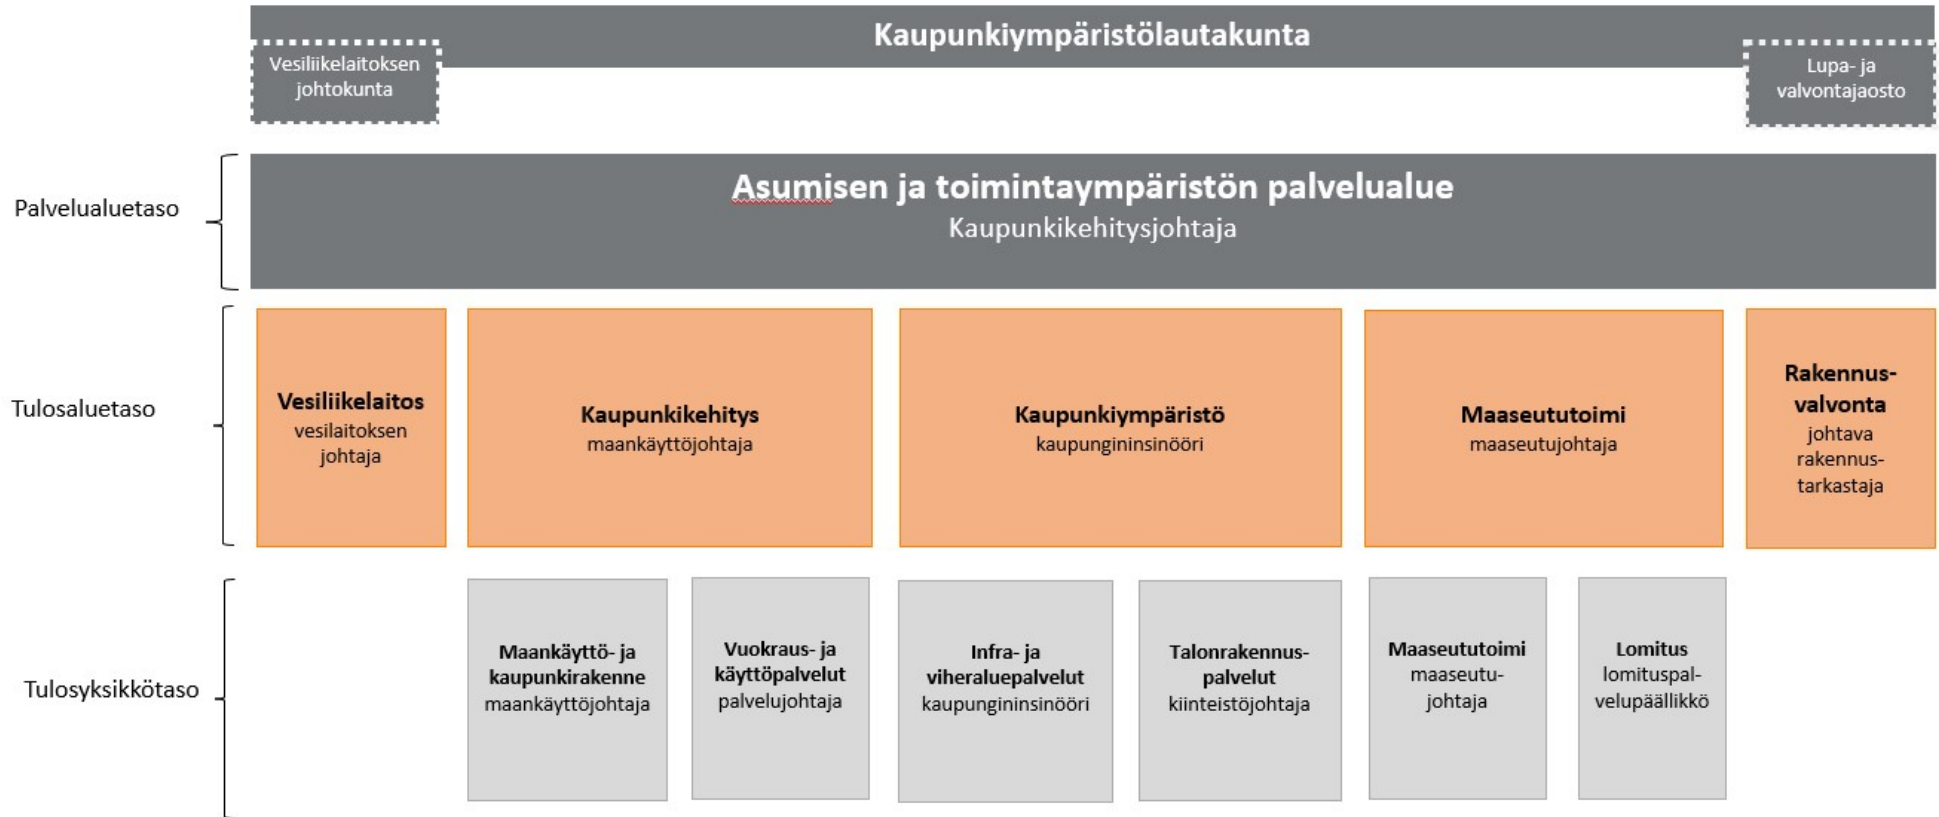 Kaupunkiympäristölautakunta
Vesiliikelaitoksen
johtokunta
Lupa- ja
valvontajaosto
Palvelualuetaso
Asumisen ja toimintaympäristön palvelualue
Kaupunkikehitysjohtaja
Tulosaluetaso
Vesiliikelaitos
vesilaitoksen
johtaja
Kaupunkikehitys
maankäyttöjohtaja
Kaupunkiympäristö
kaupungininsinööri
Maaseututoimi
maaseutujohtaja
Rakennus-
valvonta
johtava
rakennus-
tarkastaja
Tulosyksikkötaso
Maankäyttö- ja
kaupunkirakenne
maankäyttöjohtaja
Vuokraus- ja
käyttöpalvelut
palvelujohtaja
Infra- ja
viheraluepalvelut
kaupungininsinööri
Talonrakennus-
palvelut
kiinteistöjohtaja
Maaseututoimi
maaseutu-
johtaja
Lomitus
lomituspal-
velupäällikkö